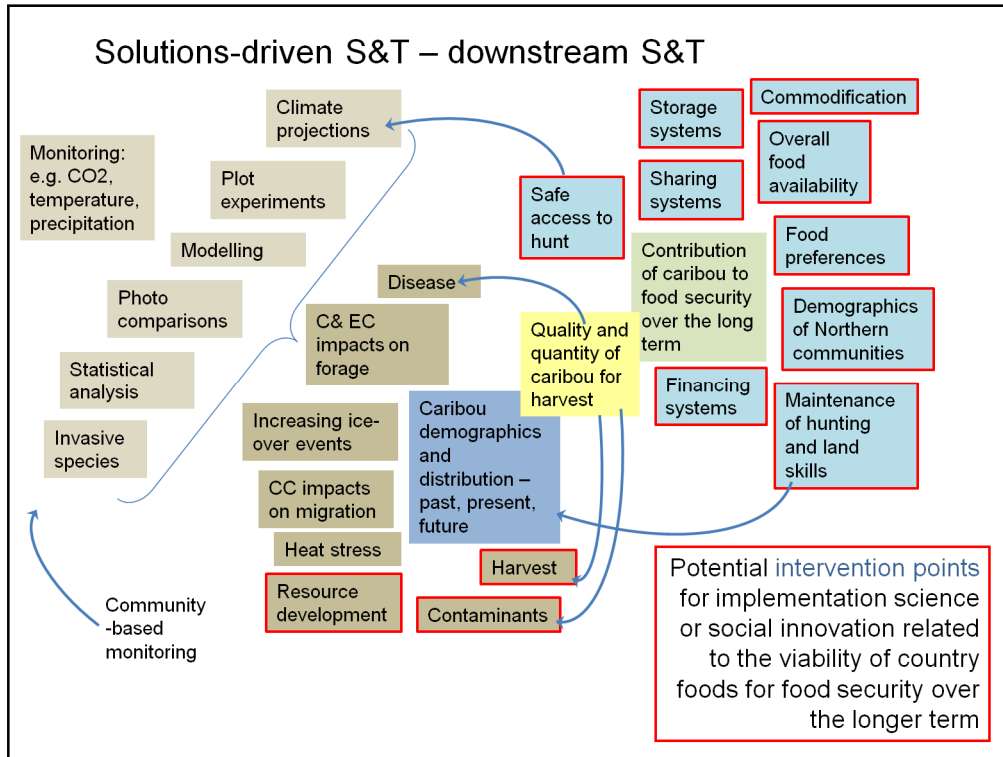 Solutions-driven S&T – downstream S&T
Climate
projections
Monitoring:
e.g. CO2,
temperature,
precipitation
Plot
experiments
Modelling
Photo
comparisons
Statistical
analysis
Invasive
species
Community
-based
monitoring
Disease
C& EC
impacts on
forage
Increasing ice-
over events
CC impacts
on migration
Heat stress
Resource
development
Caribou
demographics
and
distribution –
past, present,
future
Harvest
Contaminants
Quality and
quantity of
caribou for
harvest
Safe
access to
hunt
Storage
systems
Sharing
systems
Contribution
of caribou to
food security
over the long
term
Financing
systems
Commodification
Overall
food
availability
Food
preferences
Demographics
of Northern
communities
Maintenance
of hunting
and land
skills
Potential intervention points
for implementation science
or social innovation related
to the viability of country
foods for food security over
the longer term